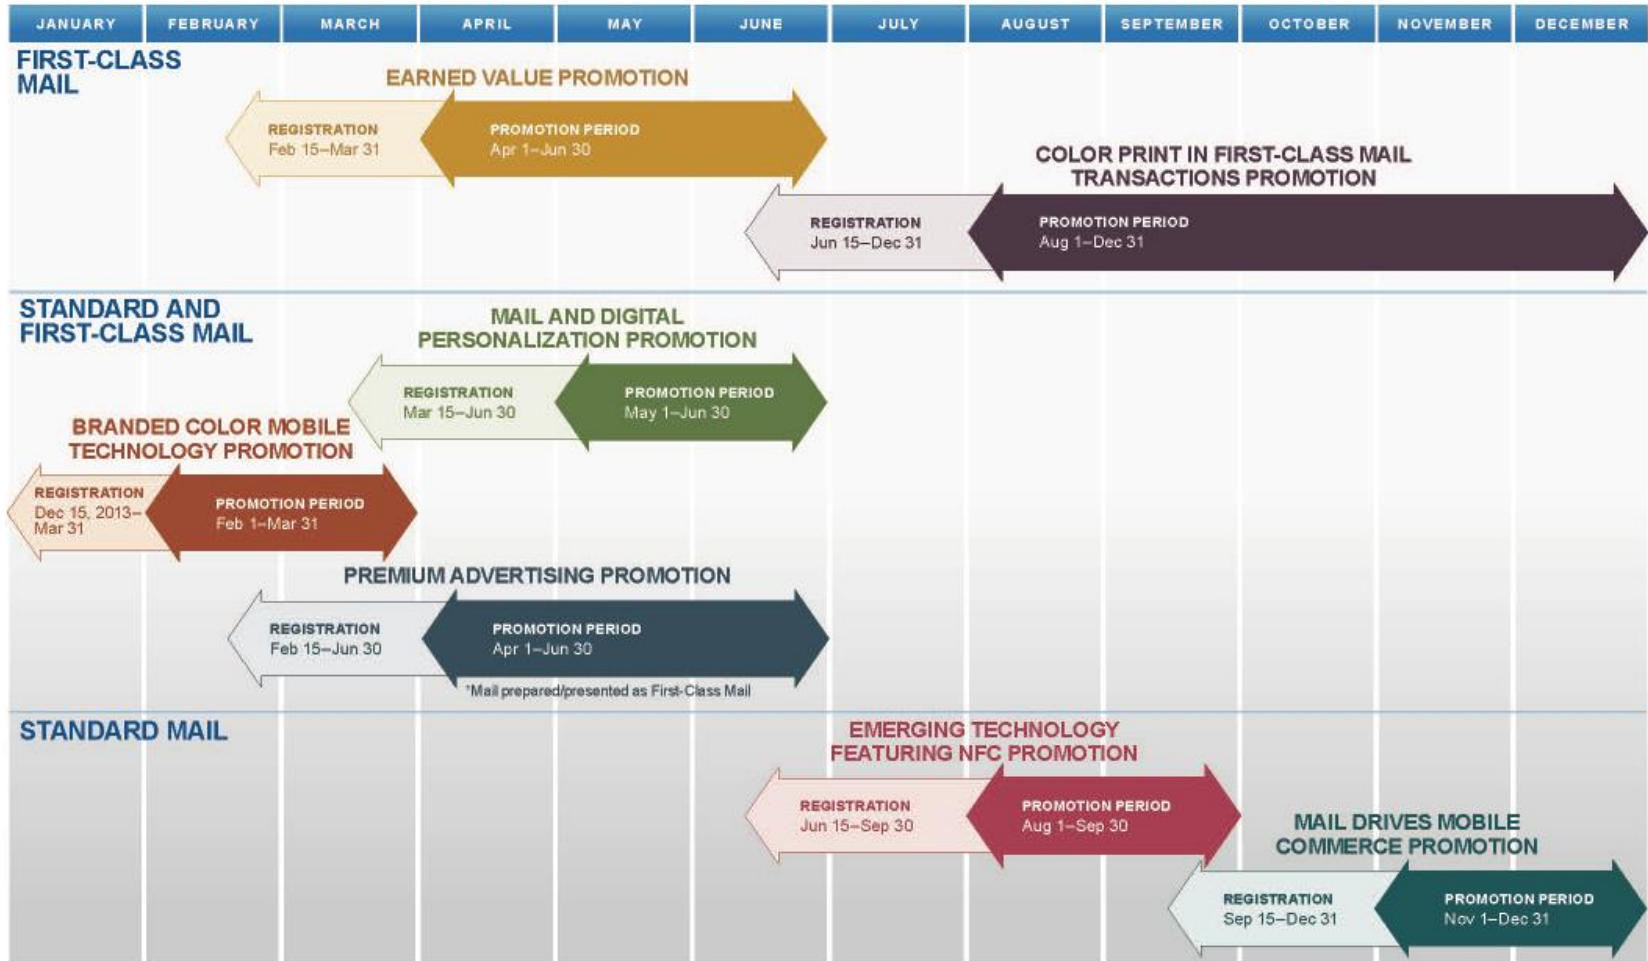 JANUARY FEBRUARY MARCH APRIL MAY JUNE JULY AUGUST SEPTEMBER OCTOBER NOVEMBER DECEMBER
FIRST-CLASS
MAIL
EARNED VALUE PROMOTION
REGISTRATION
Feb 15–Mar 31
PROMOTION PERIOD
Apr 1–Jun 30
COLOR PRINT IN FIRST-CLASS MAIL
TRANSACTIONS PROMOTION
REGISTRATION
Jun 15–Dec 31
PROMOTION PERIOD
Aug 1–Dec 31
STANDARD AND
FIRST-CLASS MAIL
MAIL AND DIGITAL
PERSONALIZATION PROMOTION
REGISTRATION
Mar 15–Jun 30
PROMOTION PERIOD
May 1–Jun 30
BRANDED COLOR MOBILE
TECHNOLOGY PROMOTION
REGISTRATION
Dec 15, 2013–
Mar 31
PROMOTION PERIOD
Feb 1–Mar 31
PREMIUM ADVERTISING PROMOTION
REGISTRATION
Feb 15–Jun 30
PROMOTION PERIOD
Apr 1–Jun 30
*Mail prepared/presented as First-Class Mail
STANDARD MAIL
EMERGING TECHNOLOGY
FEATURING NFC PROMOTION
REGISTRATION
Jun 15–Sep 30
PROMOTION PERIOD
Aug 1–Sep 30
MAIL DRIVES MOBILE
COMMERCE PROMOTION
REGISTRATION
Sep 15–Dec 31
PROMOTION PERIOD
Nov 1–Dec 31